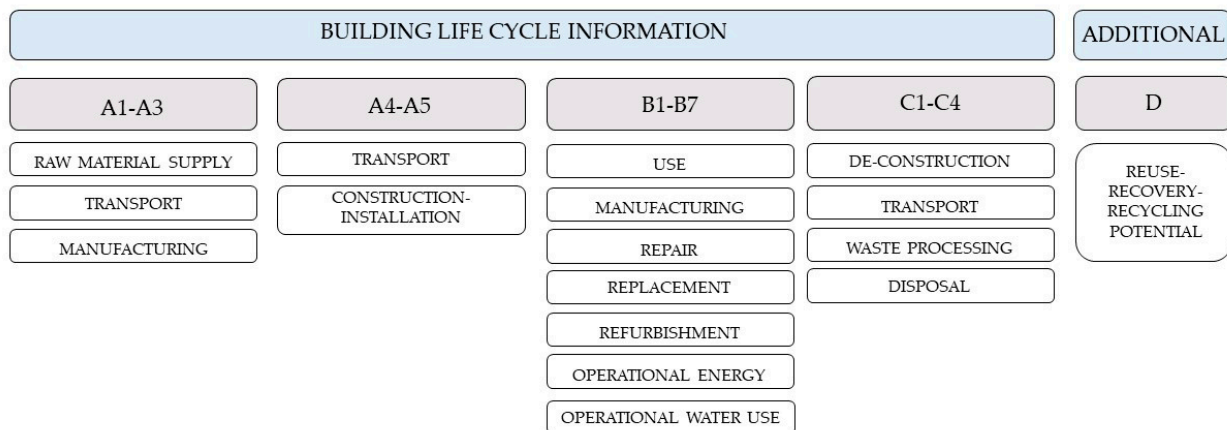 BUILDING LIFE CYCLE INFORMATION
ADDITIONAL
A1-A3
RAW MATERIAL SUPPLY
TRANSPORT
MANUFACTURING
A4-A5
TRANSPORT
CONSTRUCTION-
INSTALLATION
B1-B7
USE
MANUFACTURING
REPAIR
REPLACEMENT
REFURBISHMENT
OPERATIONAL ENERGY
OPERATIONAL WATER USE
C1-C4
DE-CONSTRUCTION
TRANSPORT
WASTE PROCESSING
DISPOSAL
D
REUSE-
RECOVERY-
RECYCLING
POTENTIAL